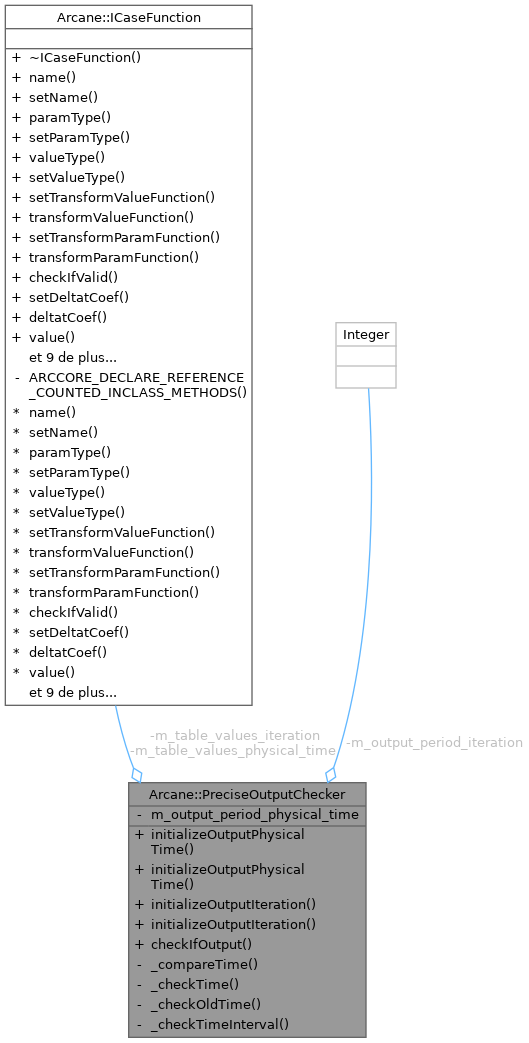 Arcane::ICaseFunction
+ ~ICaseFunction()
+ name()
+ setName()
+ paramType()
+ setParamType()
+ valueType()
+ setValueType()
+ setTransformValueFunction()
+ transformValueFunction()
+ setTransformParamFunction()
+ transformParamFunction()
+ checkIfValid()
+ setDeltatCoef()
+ deltatCoef()
+ value()
et 9 de plus...
- ARCCORE_DECLARE_REFERENCE
_COUNTED_INCLASS_METHODS()
* name()
* setName()
* paramType()
* setParamType()
* valueType()
* setValueType()
* setTransformValueFunction()
* transformValueFunction()
* setTransformParamFunction()
* transformParamFunction()
* checkIfValid()
* setDeltatCoef()
* deltatCoef()
* value()
et 9 de plus...
Integer
-m_table_values_iteration
-m_table_values_physical_time
-m_output_period_iteration
Arcane::PreciseOutputChecker
- m_output_period_physical_time
+ initializeOutputPhysical
Time()
+ initializeOutputPhysical
Time()
+ initializeOutputIteration()
+ initializeOutputIteration()
+ checkIfOutput()
- _compareTime()
- _checkTime()
- _checkOldTime()
- _checkTimeInterval()